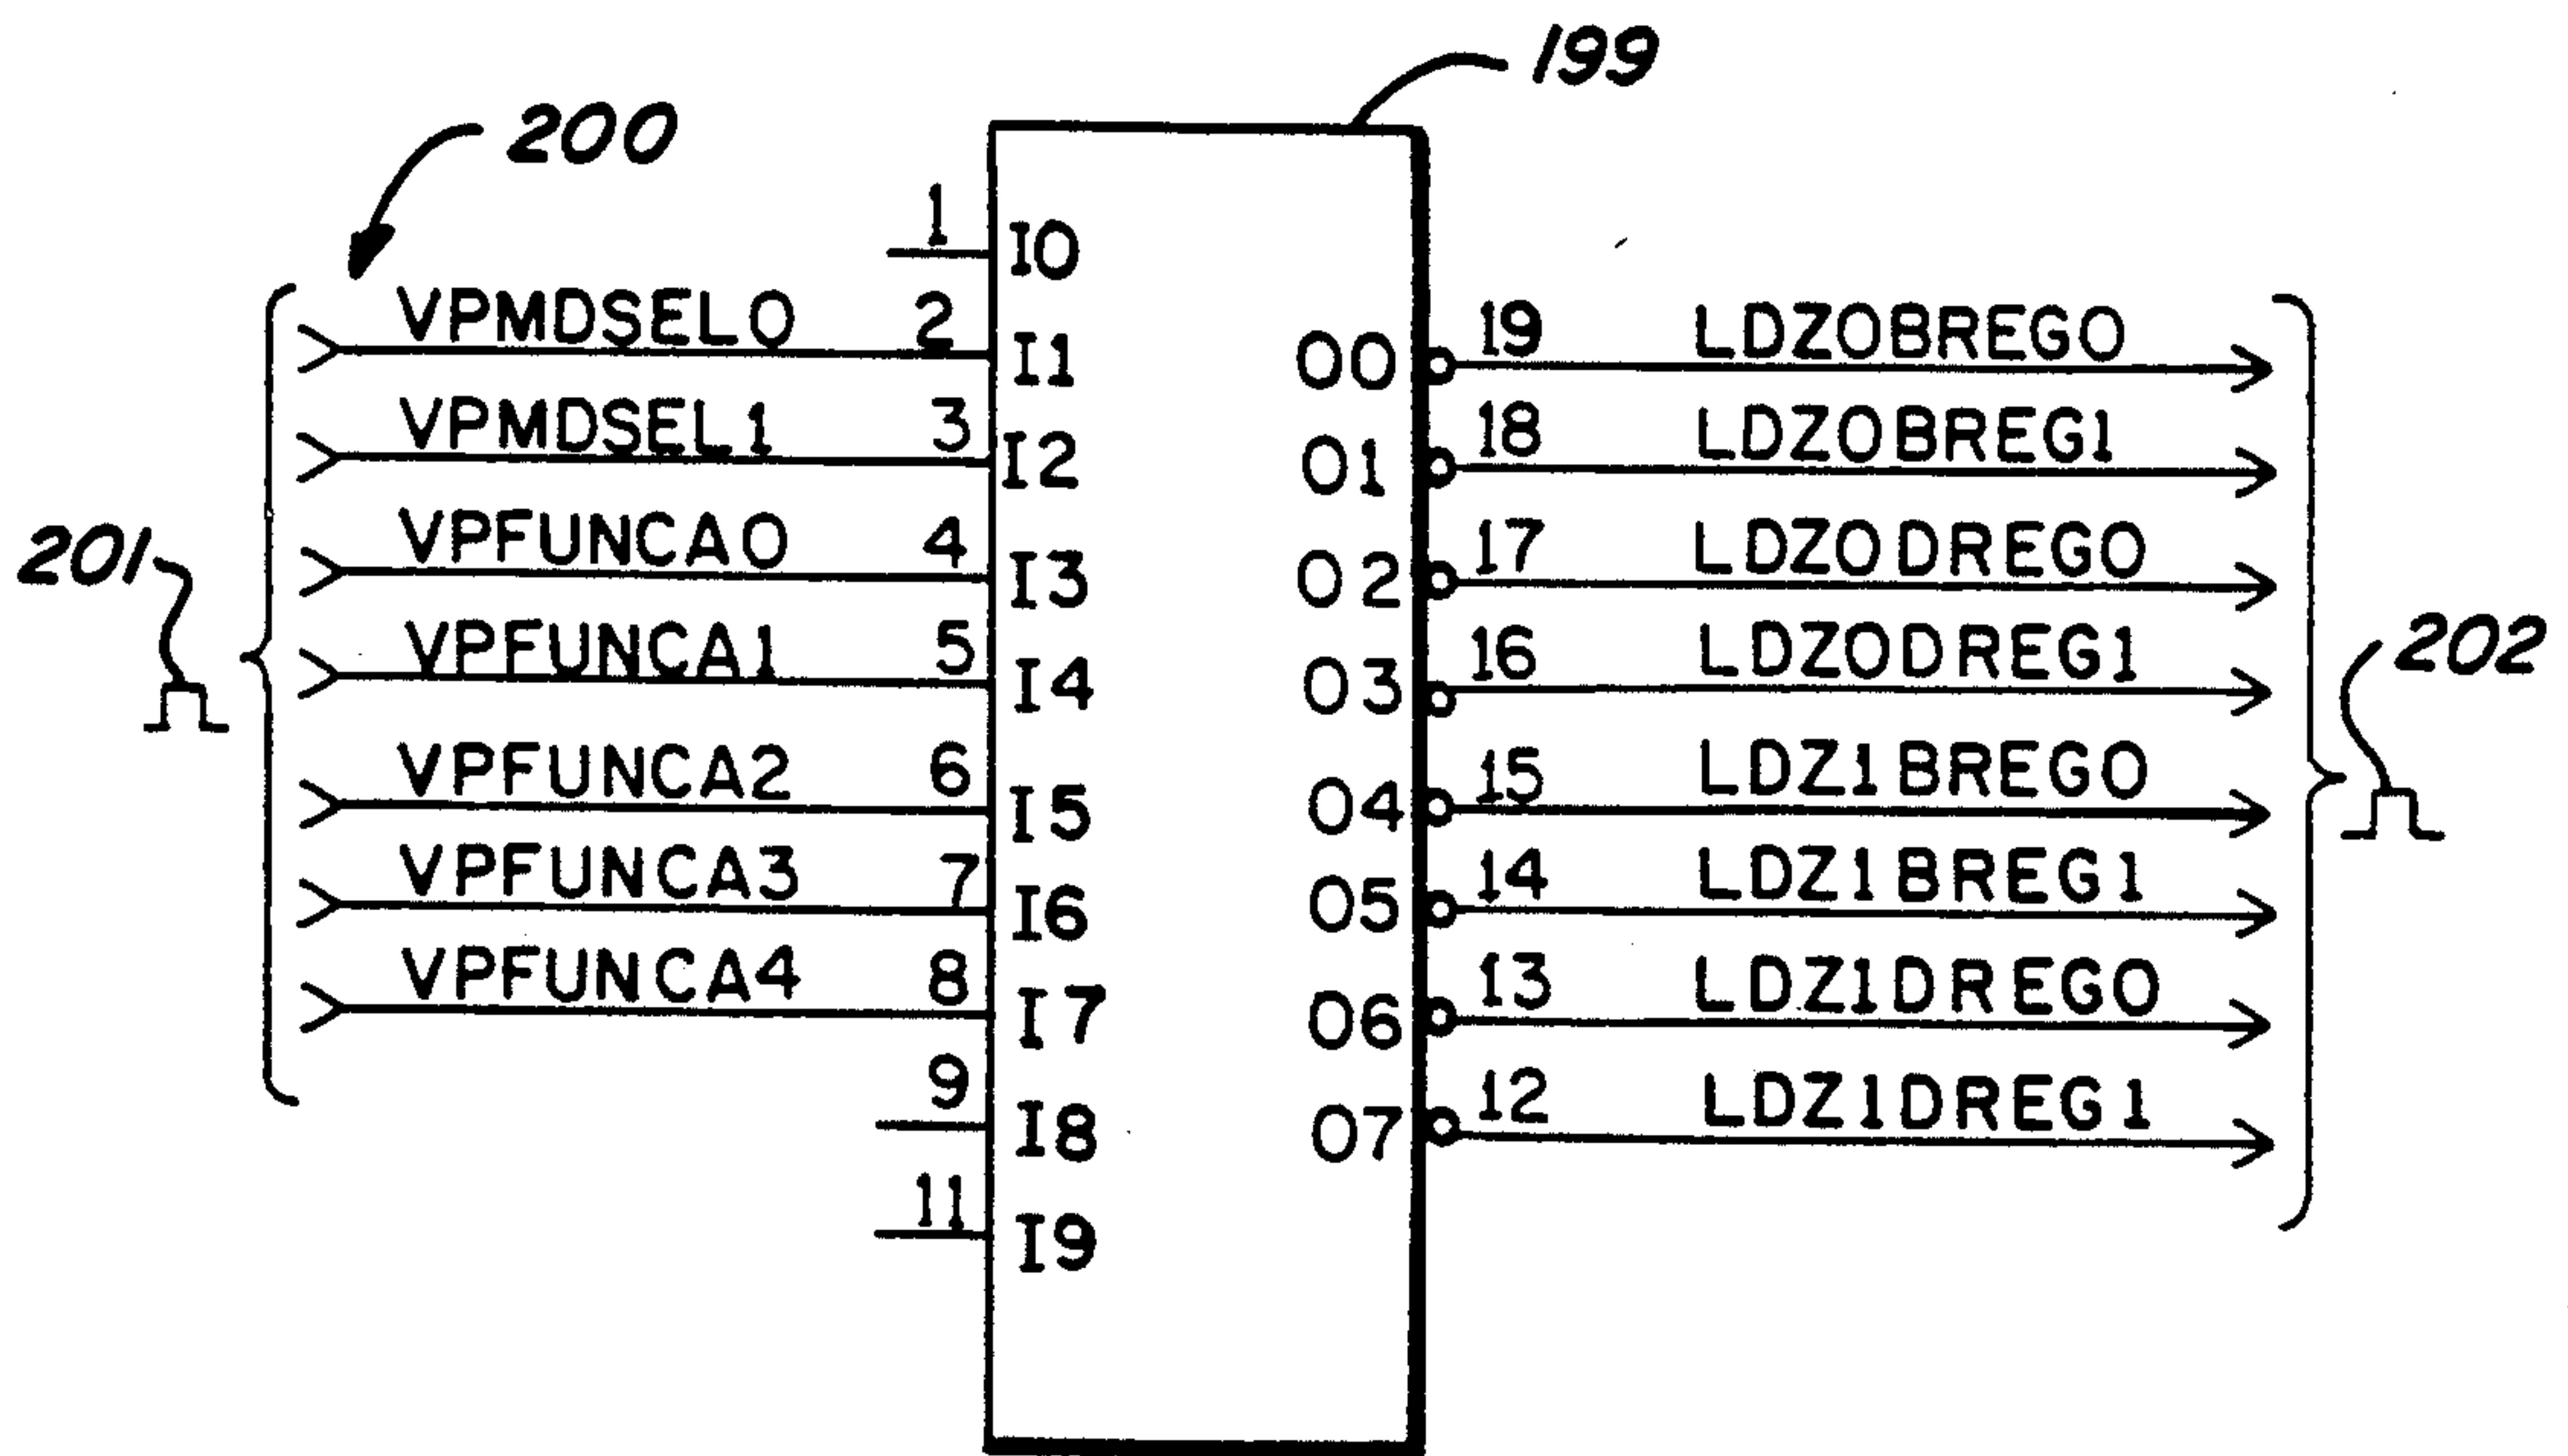 199
200
1 I0
VPMDSEL0 2 I1 O0 19 LDZ0BREG0
VPMDSEL1 3 I2 O1 18 LDZ0BREG1
VPFUNCA0 4 I3 O2 17 LDZ0DREG0
201
VPFUNCA1 5 I4 O3 16 LDZ0DREG1
202
VPFUNCA2 6 I5 O4 15 LDZ1BREG0
VPFUNCA3 7 I6 O5 14 LDZ1BREG1
VPFUNCA4 8 I7 O6 13 LDZ1DREG0
9 I8 O7 12 LDZ1DREG1
11 I9